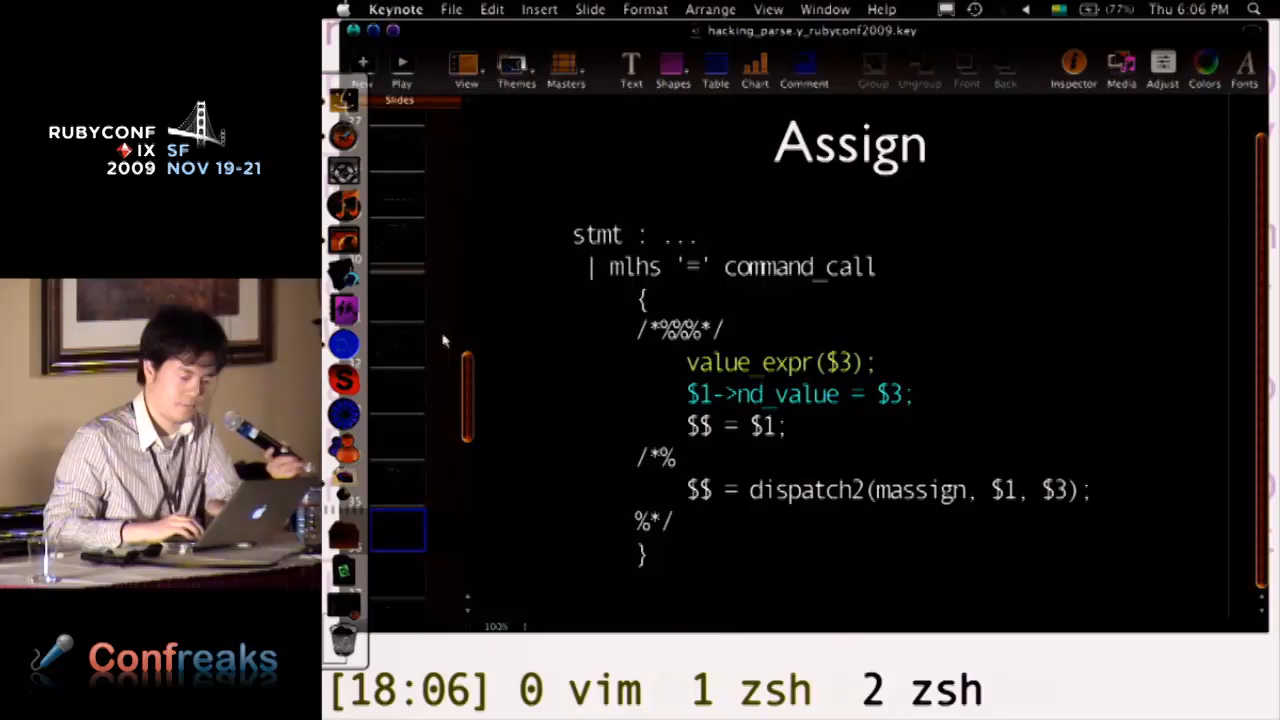 Keynote File Edit Insert Slide Format Arrange View Window Help (77%) Thu 6:06 PM
hacking_parse.y_rubyconf2009.key
New Play View Themes Masters Text Shapes Table Chart Comment Group Ungroup Front Back Inspector Media Adjust Colors Fonts
Slides
RUBYCONF
IX SF
2009 NOV 19-21
Assign
stmt : ...
| mlhs '=' command_call
{
/*%%%*/
value_expr($3);
$1->nd_value = $3;
$$ = $1;
/*%
$$ = dispatch2(massign, $1, $3);
%*/
}
100%
Confreaks
[18:06] 0 vim 1 zsh 2 zsh